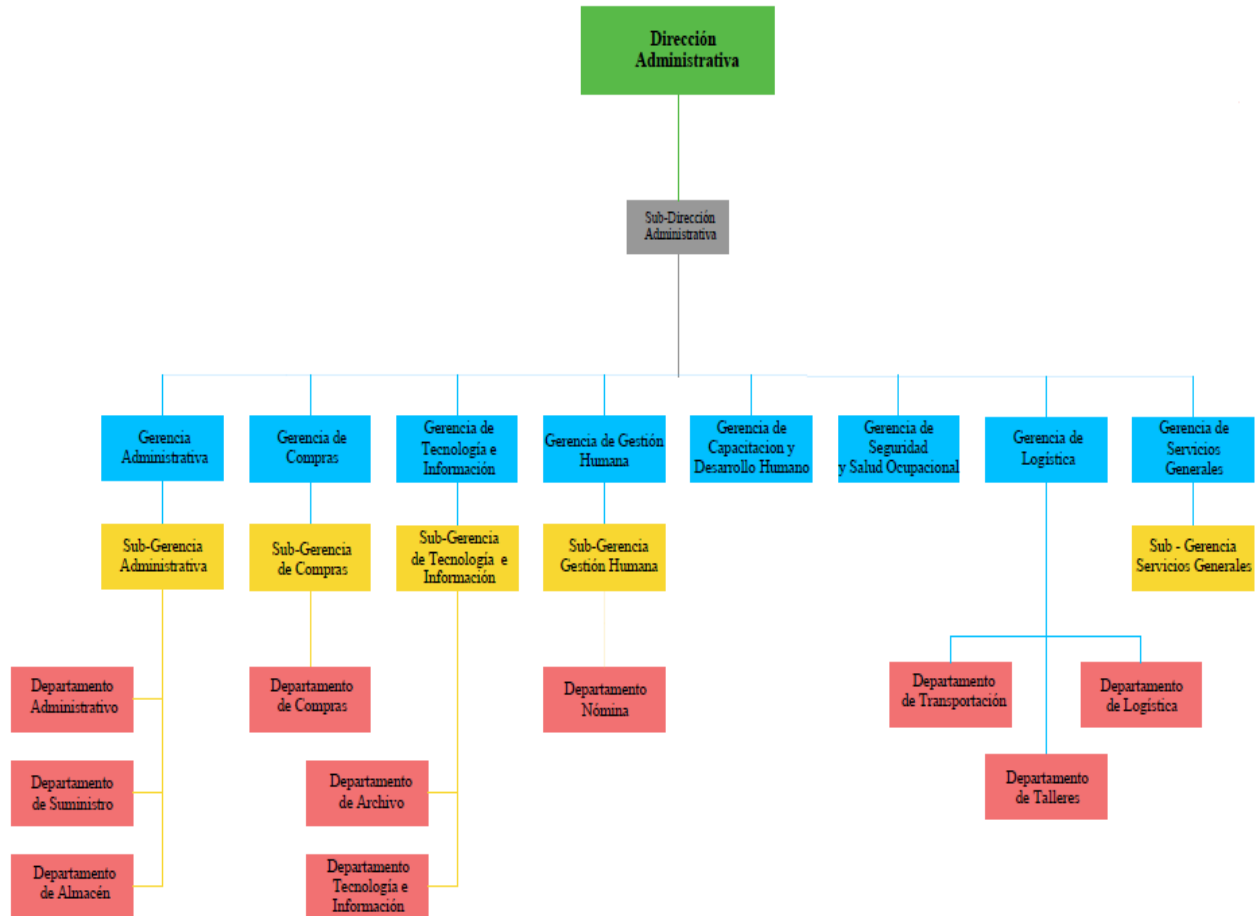 Dirección
Administrativa
Sub-Dirección
Administrativa
Gerencia
Administrativa
Gerencia de
Compras
Gerencia de
Tecnología e
Información
Gerencia de Gestión
Humana
Gerencia de
Capacitacion y
Desarrollo Humano
Gerencia de
Seguridad
y Salud Ocupacional
Gerencia de
Logística
Gerencia de
Servicios
Generales
Sub-Gerencia
Administrativa
Sub-Gerencia
de Compras
Sub-Gerencia
de Tecnología e
Información
Sub-Gerencia
Gestión Humana
Sub - Gerencia
Servicios Generales
Departamento
Administrativo
Departamento
de Compras
Departamento
Nómina
Departamento
de Transportación
Departamento
de Logística
Departamento
de Suministro
Departamento
de Archivo
Departamento
de Talleres
Departamento
de Almacén
Departamento
Tecnología e
Información